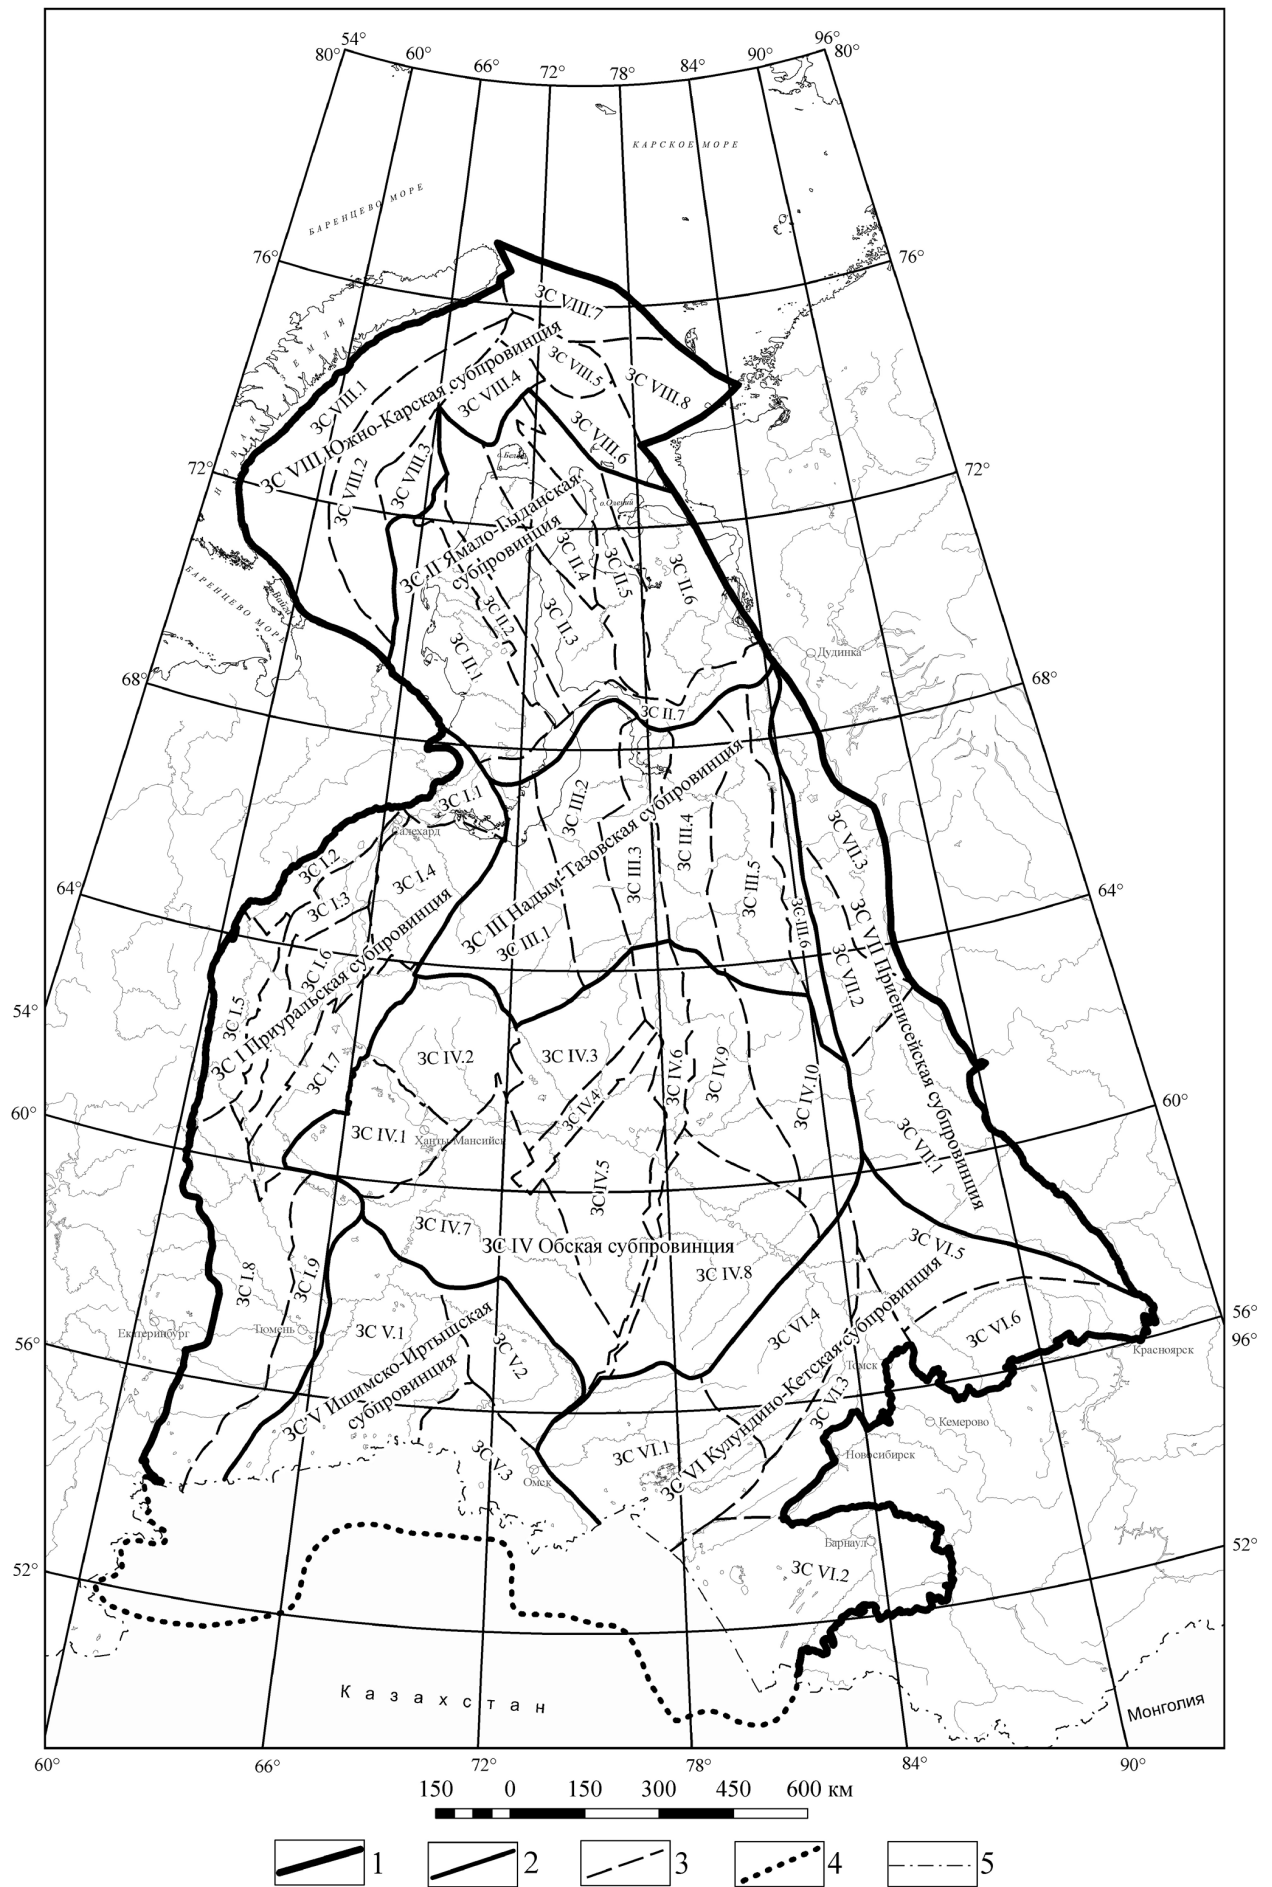 54°
96°
80°
60°
66°
72°
78°
84°
90°
80°
КАРСКОЕ МОРЕ
БАРЕНЦЕВО МОРЕ
76°
76°
ЗС VIII.7
ЗС VIII.5
ЗС VIII.8
ЗС VIII.1
ЗС VIII.4
ЗС VIII Южно-Карская субпровинция
ЗС VIII.6
ЗС VIII.2
ЗС VIII.3
о.Белый
72°
72°
о.Олений
ЗС II Ямало-Гыданская
субпровинция
ЗС II.4
ЗС II.5
ЗС II.6
БАРЕНЦЕВО МОРЕ
ЗС II.2
ЗС II.3
ЗС II.1
Дудинка
68°
68°
ЗС II.7
ЗС I.1
ЗС III.2
Салехард
ЗС III.4
ЗС VII.3
ЗС I.2
ЗС III.3
ЗС I.4
ЗС III.5
64°
64°
ЗС I.3
ЗС III Надым-Тазовская субпровинция
ЗС III.6
ЗС III.1
ЗС I.6
ЗС VII.2
ЗС VII Приенисейская субпровинция
54°
ЗС I.5
ЗС I Приуральская субпровинция
ЗС IV.2
ЗС IV.3
ЗС IV.6
ЗС IV.9
ЗС I.7
ЗС IV.4
ЗС IV.10
60°
60°
ЗС IV.1
Ханты-Мансийск
ЗС VII.1
ЗС IV.5
ЗС IV.7
ЗС IV Обская субпровинция
ЗС VI.5
ЗС I.8
ЗС I.9
ЗС IV.8
56°
56°
96°
Екатеринбург
Тюмень
ЗС V.1
ЗС V.2
ЗС VI.4
ЗС VI.6
Красноярск
Томск
ЗС V Ишимско-Иртышская
субпровинция
ЗС VI.3
Кемерово
ЗС VI.1
Новосибирск
ЗС V.3
Омск
ЗС VI Кулундино-Кетская субпровинция
52°
52°
Барнаул
ЗС VI.2
Казахстан
Монголия
60°
66°
72°
78°
84°
90°
150 0 150 300 450 600 км
1 2 3 4 5